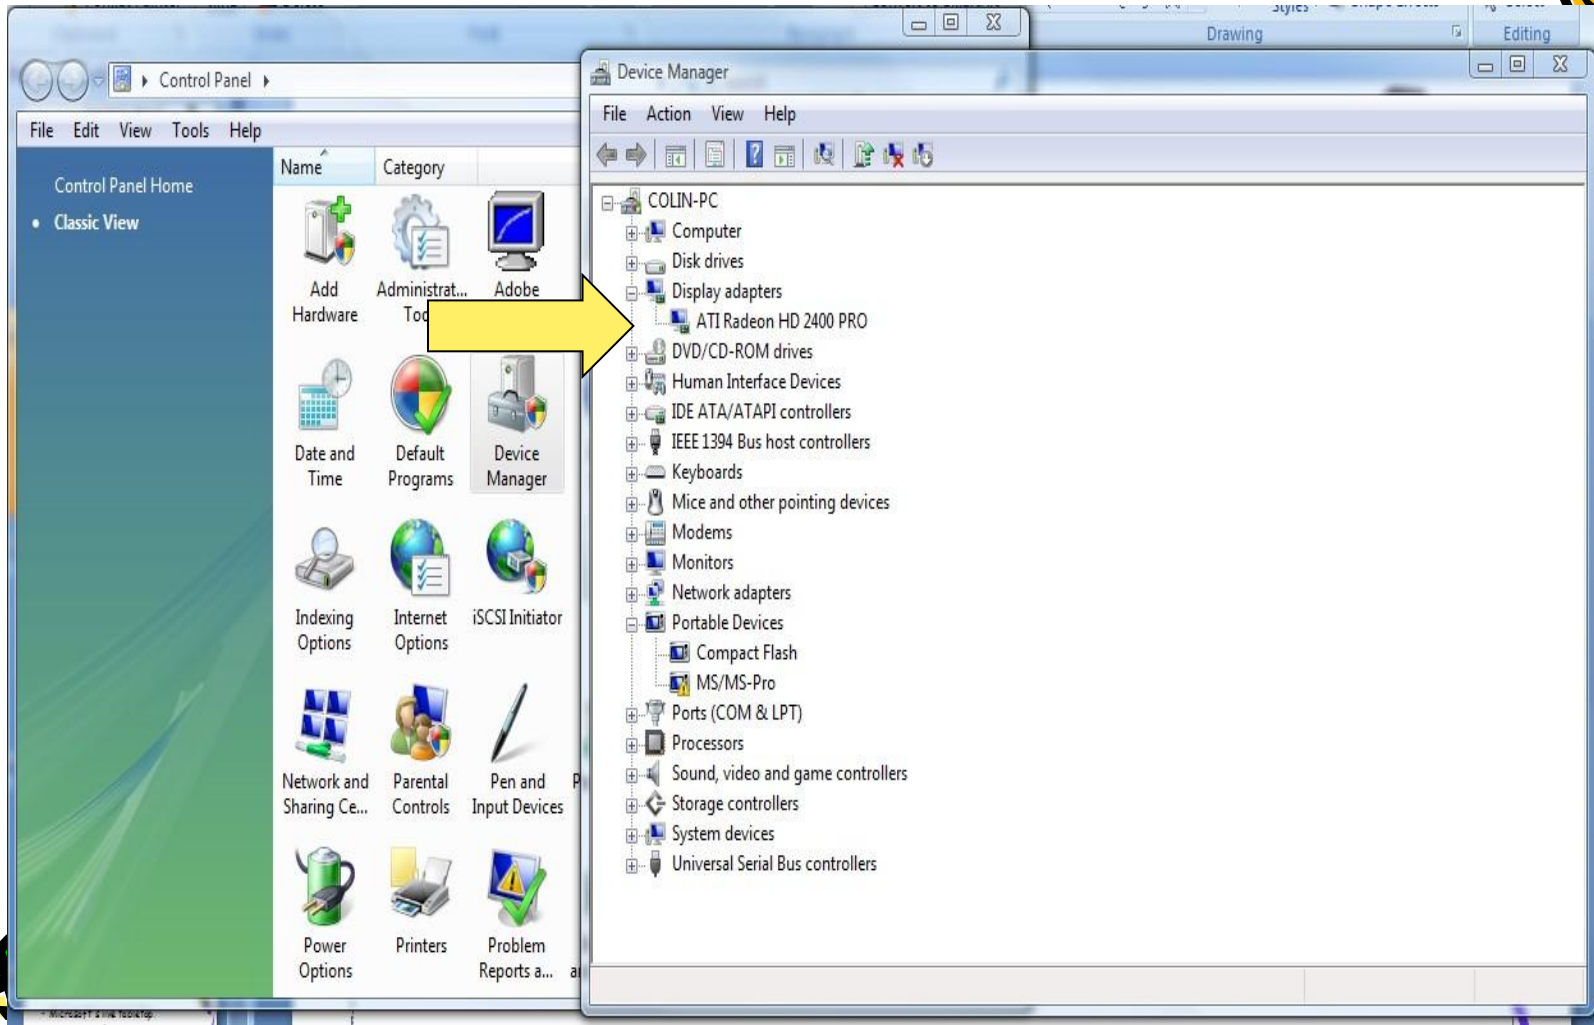 Drawing
Editing
Control Panel
File Edit View Tools Help
Control Panel Home
Classic View
Name Category
Add Hardware
Administrat...
Adobe
Date and Time
Default Programs
Device Manager
Indexing Options
Internet Options
iSCSI Initiator
Network and Sharing Ce...
Parental Controls
Pen and Input Devices
Power Options
Printers
Problem Reports a...
Device Manager
File Action View Help
COLIN-PC
Computer
Disk drives
Display adapters
ATI Radeon HD 2400 PRO
DVD/CD-ROM drives
Human Interface Devices
IDE ATA/ATAPI controllers
IEEE 1394 Bus host controllers
Keyboards
Mice and other pointing devices
Modems
Monitors
Network adapters
Portable Devices
Compact Flash
MS/MS-Pro
Ports (COM & LPT)
Processors
Sound, video and game controllers
Storage controllers
System devices
Universal Serial Bus controllers